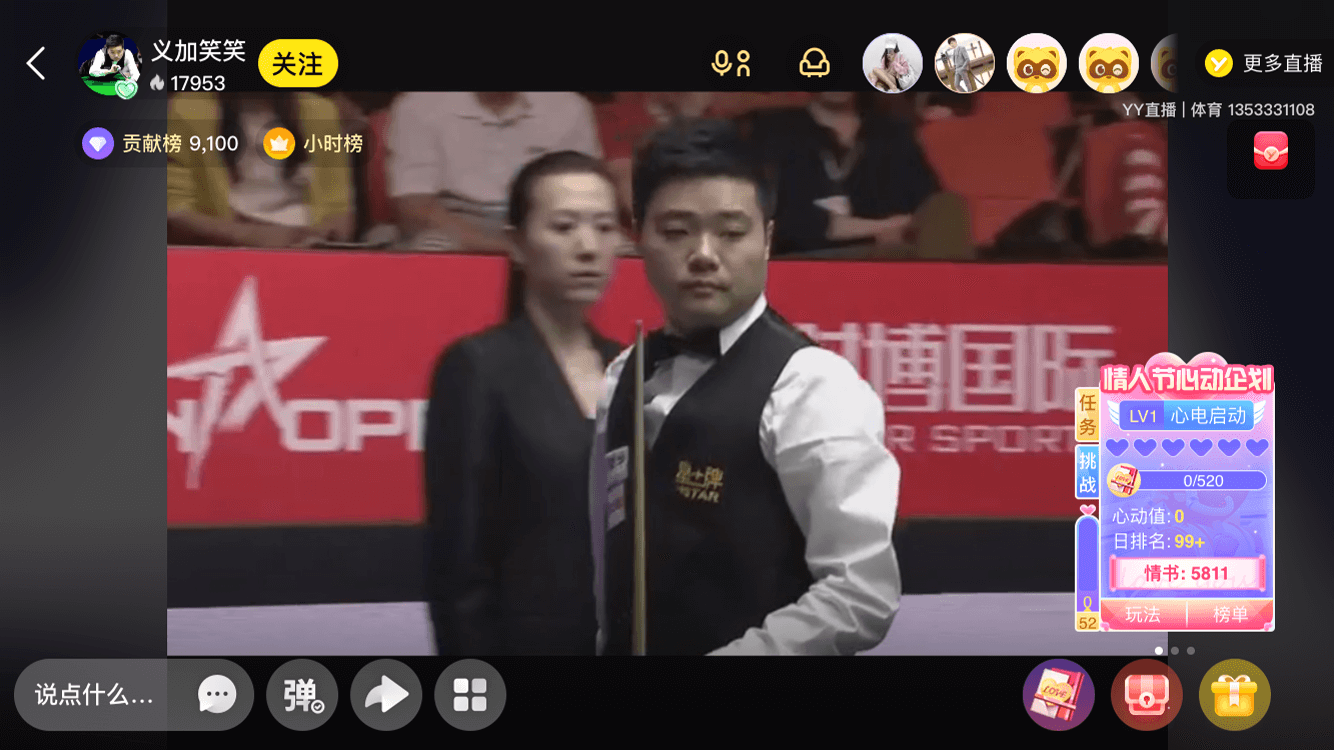 义加笑笑
关注
17953
更多直播
YY直播 | 体育 1353331108
贡献榜 9,100
小时榜
OPE
博国际
R SPORT
星牌
STAR
情人节心动企划
任务
挑战
LV1 心电启动
0/520
心动值: 0
日排名: 99+
情书: 5811
0
52
玩法
榜单
说点什么...
弹
LOVE